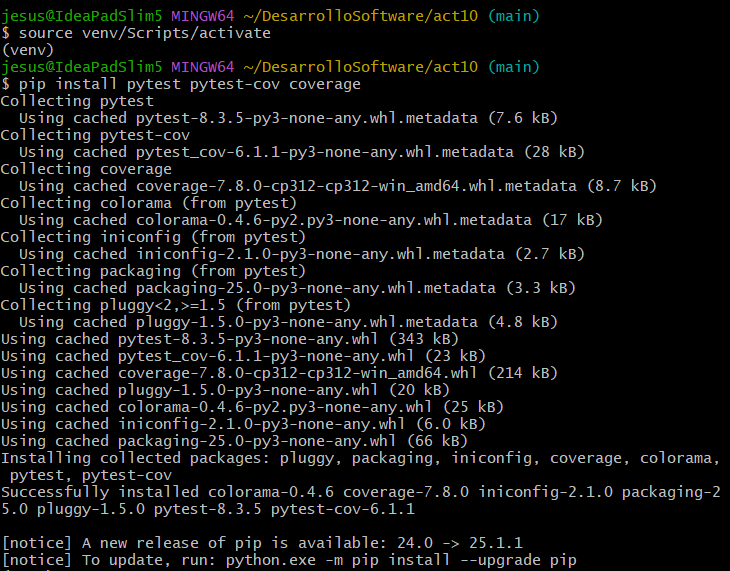 jesus@IdeaPadSlim5 MINGW64 ~/DesarrolloSoftware/act10 (main)
$ source venv/Scripts/activate
(venv)
jesus@IdeaPadSlim5 MINGW64 ~/DesarrolloSoftware/act10 (main)
$ pip install pytest pytest-cov coverage
Collecting pytest
  Using cached pytest-8.3.5-py3-none-any.whl.metadata (7.6 kB)
Collecting pytest-cov
  Using cached pytest_cov-6.1.1-py3-none-any.whl.metadata (28 kB)
Collecting coverage
  Using cached coverage-7.8.0-cp312-cp312-win_amd64.whl.metadata (8.7 kB)
Collecting colorama (from pytest)
  Using cached colorama-0.4.6-py2.py3-none-any.whl.metadata (17 kB)
Collecting iniconfig (from pytest)
  Using cached iniconfig-2.1.0-py3-none-any.whl.metadata (2.7 kB)
Collecting packaging (from pytest)
  Using cached packaging-25.0-py3-none-any.whl.metadata (3.3 kB)
Collecting pluggy<2,>=1.5 (from pytest)
  Using cached pluggy-1.5.0-py3-none-any.whl.metadata (4.8 kB)
Using cached pytest-8.3.5-py3-none-any.whl (343 kB)
Using cached pytest_cov-6.1.1-py3-none-any.whl (23 kB)
Using cached coverage-7.8.0-cp312-cp312-win_amd64.whl (214 kB)
Using cached pluggy-1.5.0-py3-none-any.whl (20 kB)
Using cached colorama-0.4.6-py2.py3-none-any.whl (25 kB)
Using cached iniconfig-2.1.0-py3-none-any.whl (6.0 kB)
Using cached packaging-25.0-py3-none-any.whl (66 kB)
Installing collected packages: pluggy, packaging, iniconfig, coverage, colorama,
 pytest, pytest-cov
Successfully installed colorama-0.4.6 coverage-7.8.0 iniconfig-2.1.0 packaging-2
5.0 pluggy-1.5.0 pytest-8.3.5 pytest-cov-6.1.1

[notice] A new release of pip is available: 24.0 -> 25.1.1
[notice] To update, run: python.exe -m pip install --upgrade pip